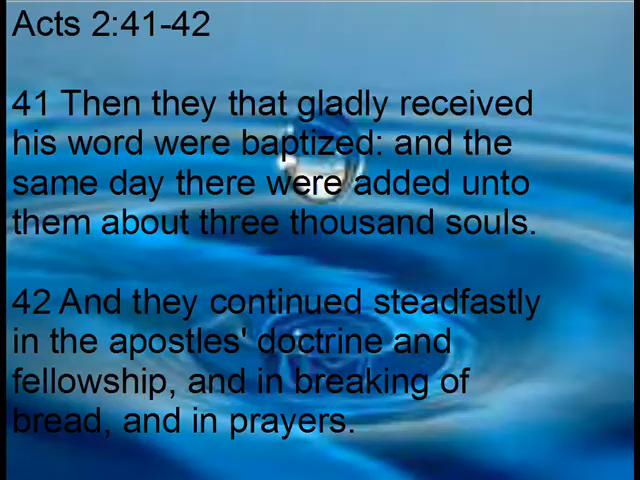 Acts 2:41-42
41 Then they that gladly received
his word were baptized: and the
same day there were added unto
them about three thousand souls.
42 And they continued steadfastly
in the apostles' doctrine and
fellowship, and in breaking of
bread, and in prayers.